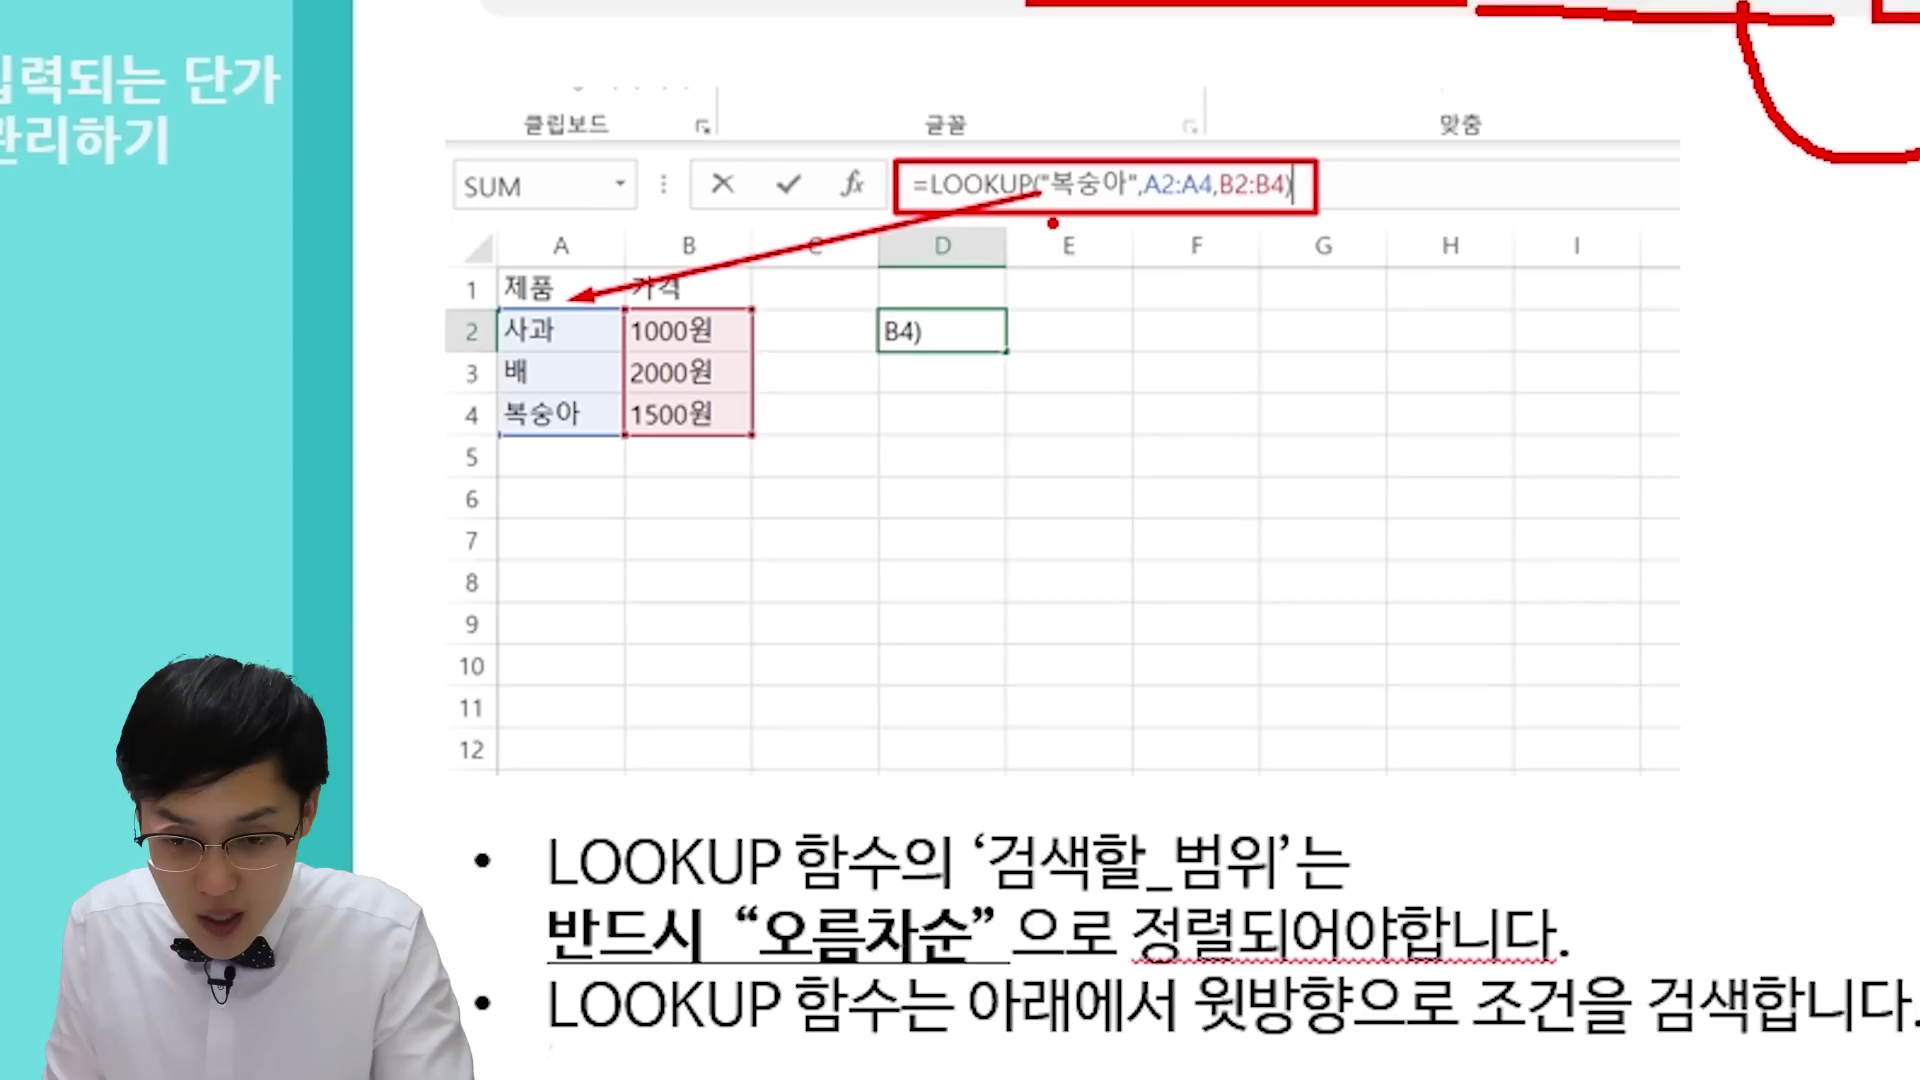 입력되는 단가
관리하기
클립보드 글꼴 맞춤
SUM fx =LOOKUP("복숭아",A2:A4,B2:B4)
A B C D E F G H I
1 제품 가격
2 사과 1000원 B4)
3 배 2000원
4 복숭아 1500원
5
6
7
8
9
10
11
12
• LOOKUP 함수의 ‘검색할_범위’는
반드시 “오름차순” 으로 정렬되어야합니다.
• LOOKUP 함수는 아래에서 윗방향으로 조건을 검색합니다.